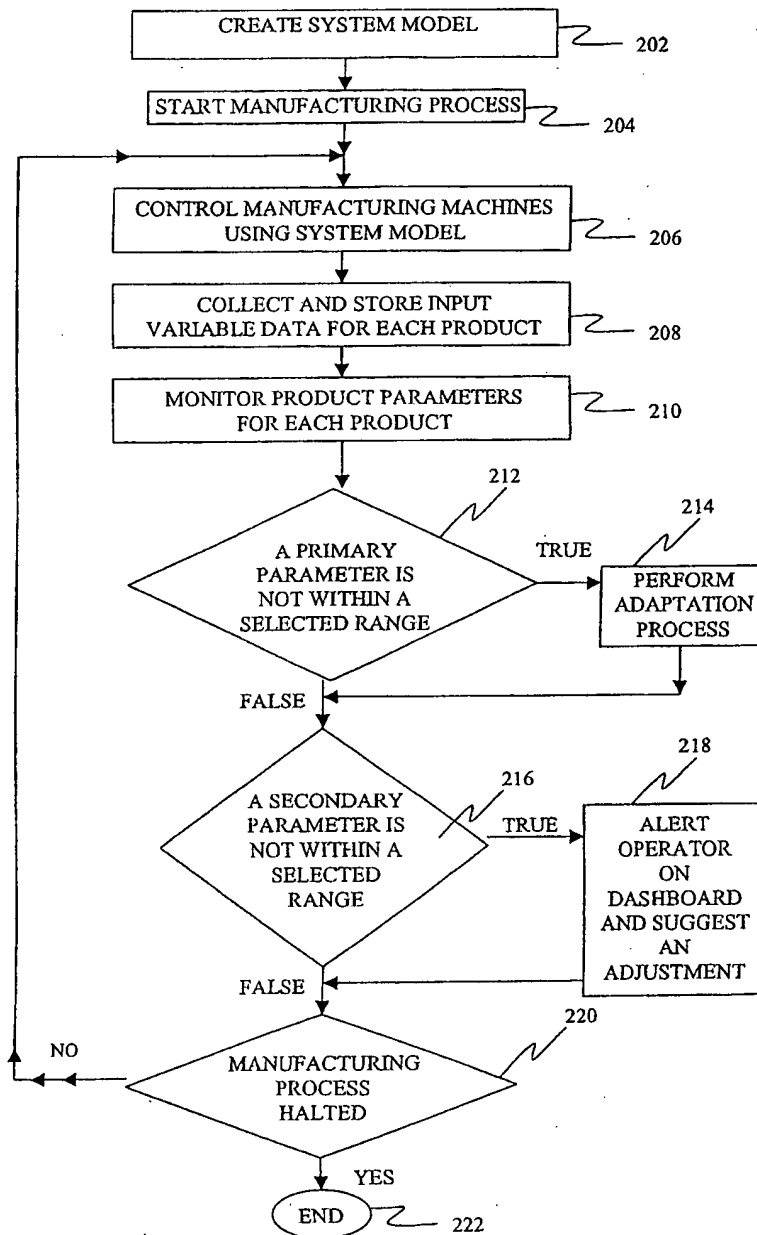 CREATE SYSTEM MODEL
202
START MANUFACTURING PROCESS
204
CONTROL MANUFACTURING MACHINES
USING SYSTEM MODEL
206
COLLECT AND STORE INPUT
VARIABLE DATA FOR EACH PRODUCT
208
MONITOR PRODUCT PARAMETERS
FOR EACH PRODUCT
210
212
A PRIMARY
PARAMETER IS
NOT WITHIN A
SELECTED RANGE
TRUE
214
PERFORM
ADAPTATION
PROCESS
FALSE
216
A SECONDARY
PARAMETER IS
NOT WITHIN A
SELECTED
RANGE
TRUE
218
ALERT
OPERATOR
ON
DASHBOARD
AND SUGGEST
AN
ADJUSTMENT
FALSE
220
MANUFACTURING
PROCESS
HALTED
NO
YES
END
222